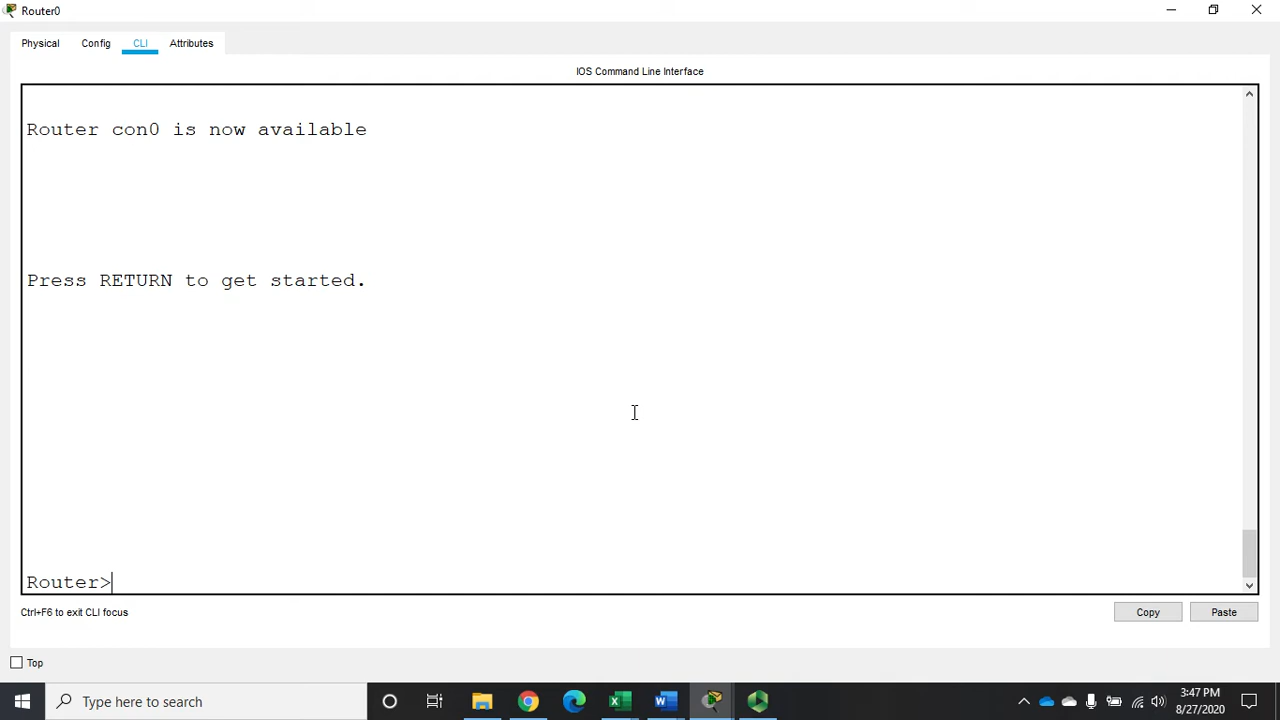 Router0
Physical Config CLI Attributes
IOS Command Line Interface
Router con0 is now available
Press RETURN to get started.
Router>
Ctrl+F6 to exit CLI focus
Copy Paste
Top
Type here to search
3:47 PM
8/27/2020